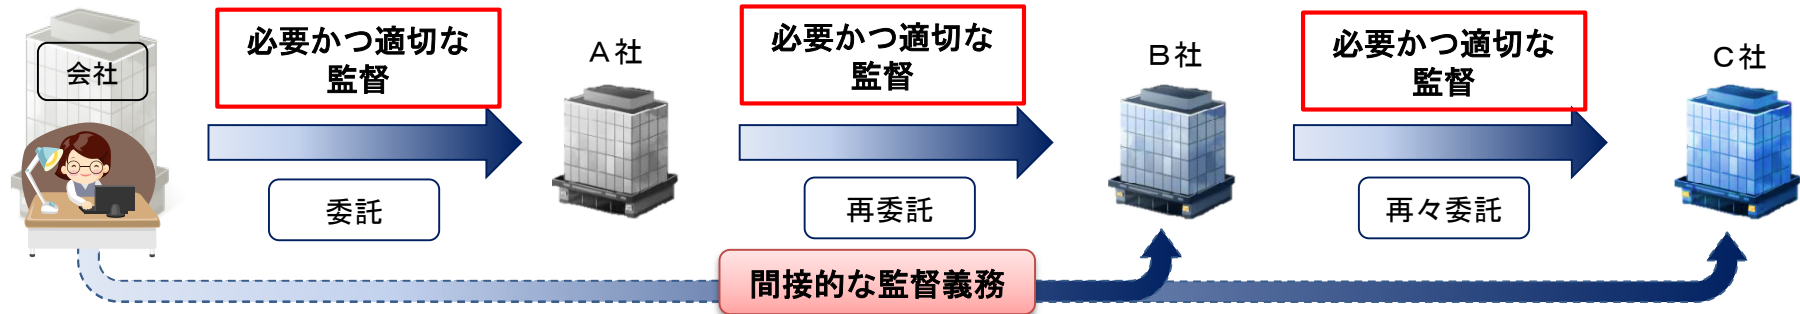 会社
必要かつ適切な
監督
委託
A社
必要かつ適切な
監督
再委託
B社
必要かつ適切な
監督
再々委託
C社
間接的な監督義務